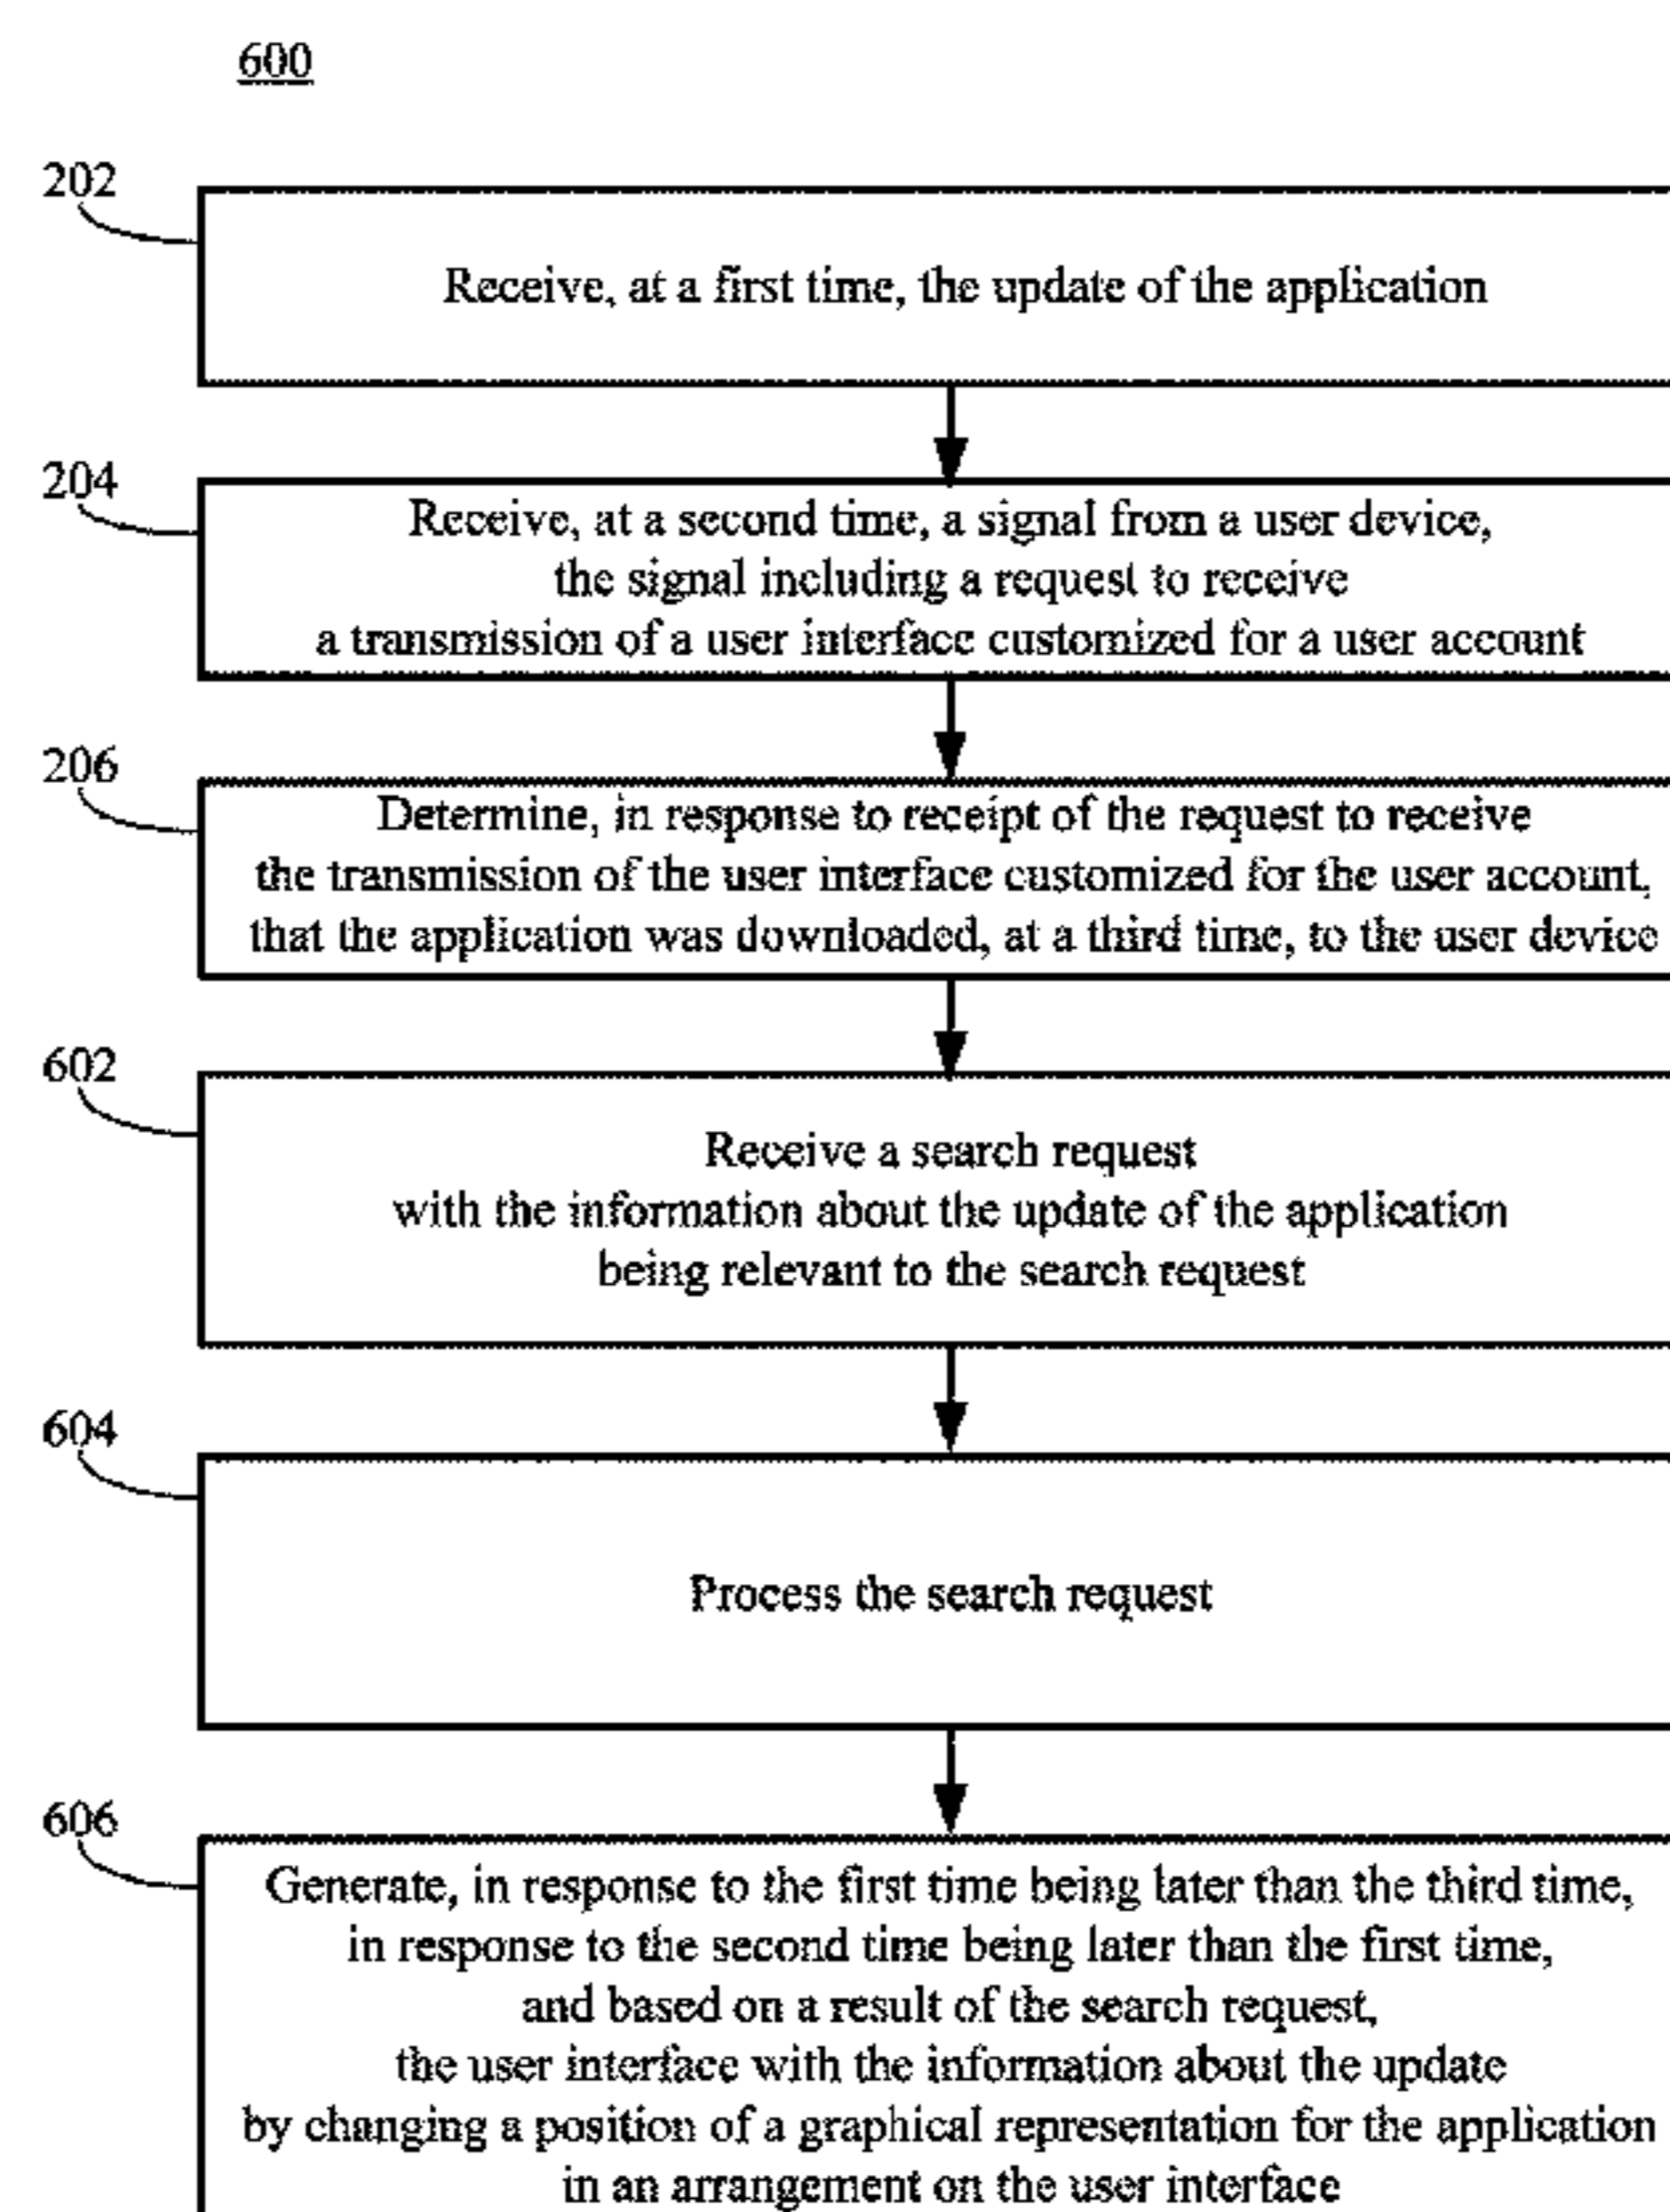 600
202
Receive, at a first time, the update of the application
204
Receive, at a second time, a signal from a user device,
the signal including a request to receive
a transmission of a user interface customized for a user account
206
Determine, in response to receipt of the request to receive
the transmission of the user interface customized for the user account,
that the application was downloaded, at a third time, to the user device
602
Receive a search request
with the information about the update of the application
being relevant to the search request
604
Process the search request
606
Generate, in response to the first time being later than the third time,
in response to the second time being later than the first time,
and based on a result of the search request,
the user interface with the information about the update
by changing a position of a graphical representation for the application
in an arrangement on the user interface